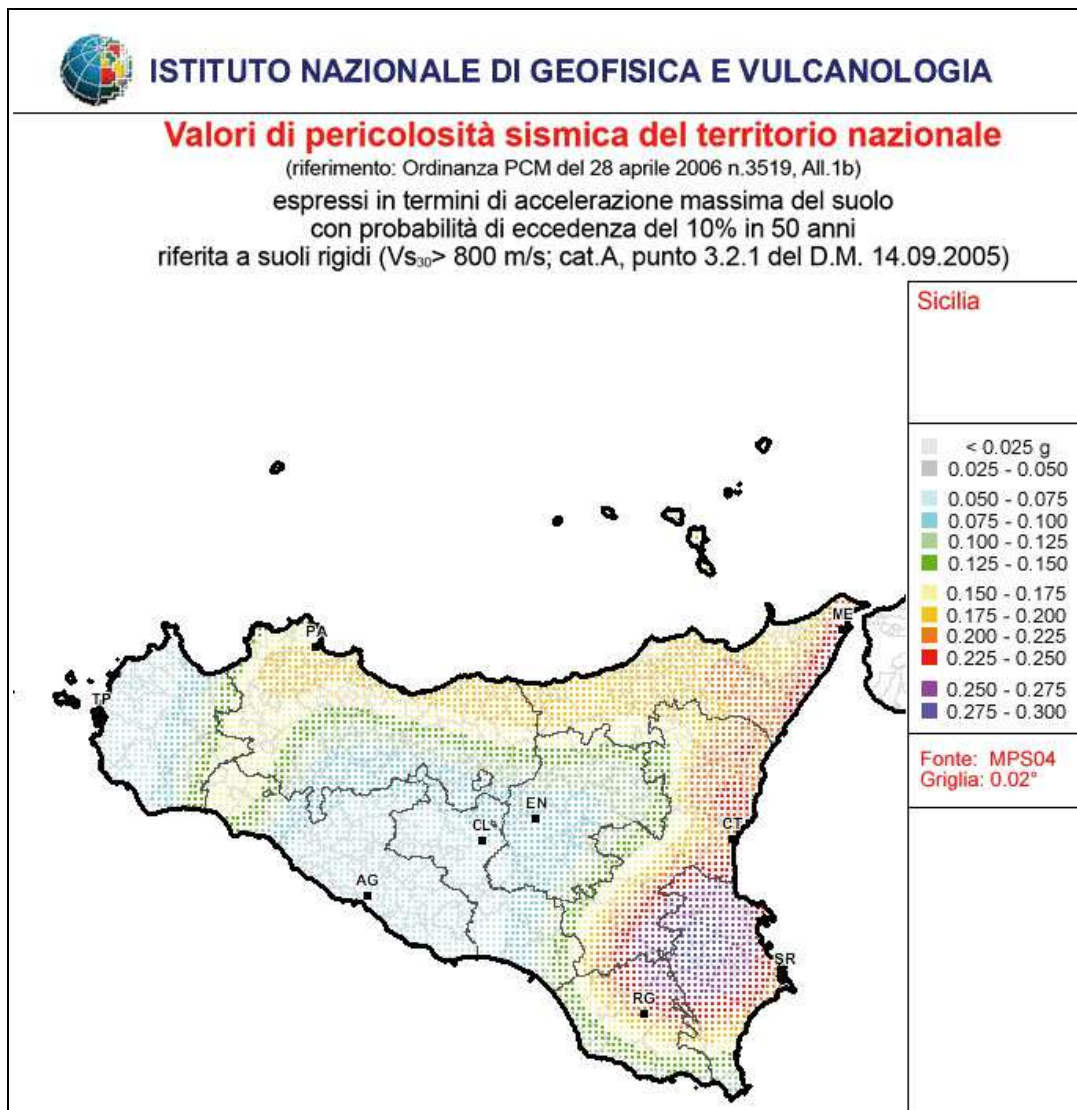 ISTITUTO NAZIONALE DI GEOFISICA E VULCANOLOGIA
Valori di pericolosità sismica del territorio nazionale
(riferimento: Ordinanza PCM del 28 aprile 2006 n.3519, All.1b)
espressi in termini di accelerazione massima del suolo
con probabilità di eccedenza del 10% in 50 anni
riferita a suoli rigidi (Vs₃₀> 800 m/s; cat.A, punto 3.2.1 del D.M. 14.09.2005)
Sicilia
< 0.025 g
0.025 - 0.050
0.050 - 0.075
0.075 - 0.100
0.100 - 0.125
0.125 - 0.150
0.150 - 0.175
0.175 - 0.200
0.200 - 0.225
0.225 - 0.250
0.250 - 0.275
0.275 - 0.300
Fonte: MPS04
Griglia: 0.02°
ME
PA
TP
EN
CL
CT
AG
SR
RG